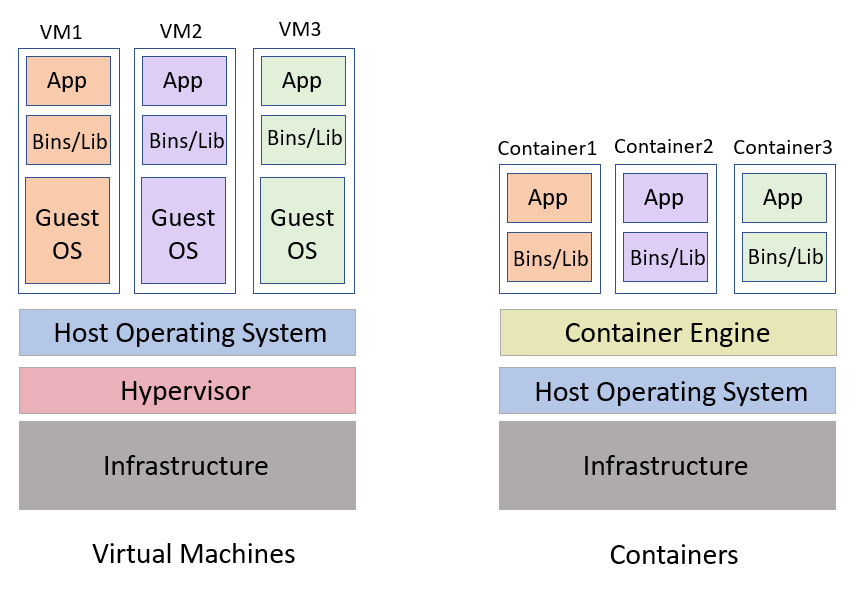 VM1
App
Bins/Lib
Guest
OS
VM2
App
Bins/Lib
Guest
OS
VM3
App
Bins/Lib
Guest
OS
Host Operating System
Hypervisor
Infrastructure
Virtual Machines
Container1
App
Bins/Lib
Container2
App
Bins/Lib
Container3
App
Bins/Lib
Container Engine
Host Operating System
Infrastructure
Containers